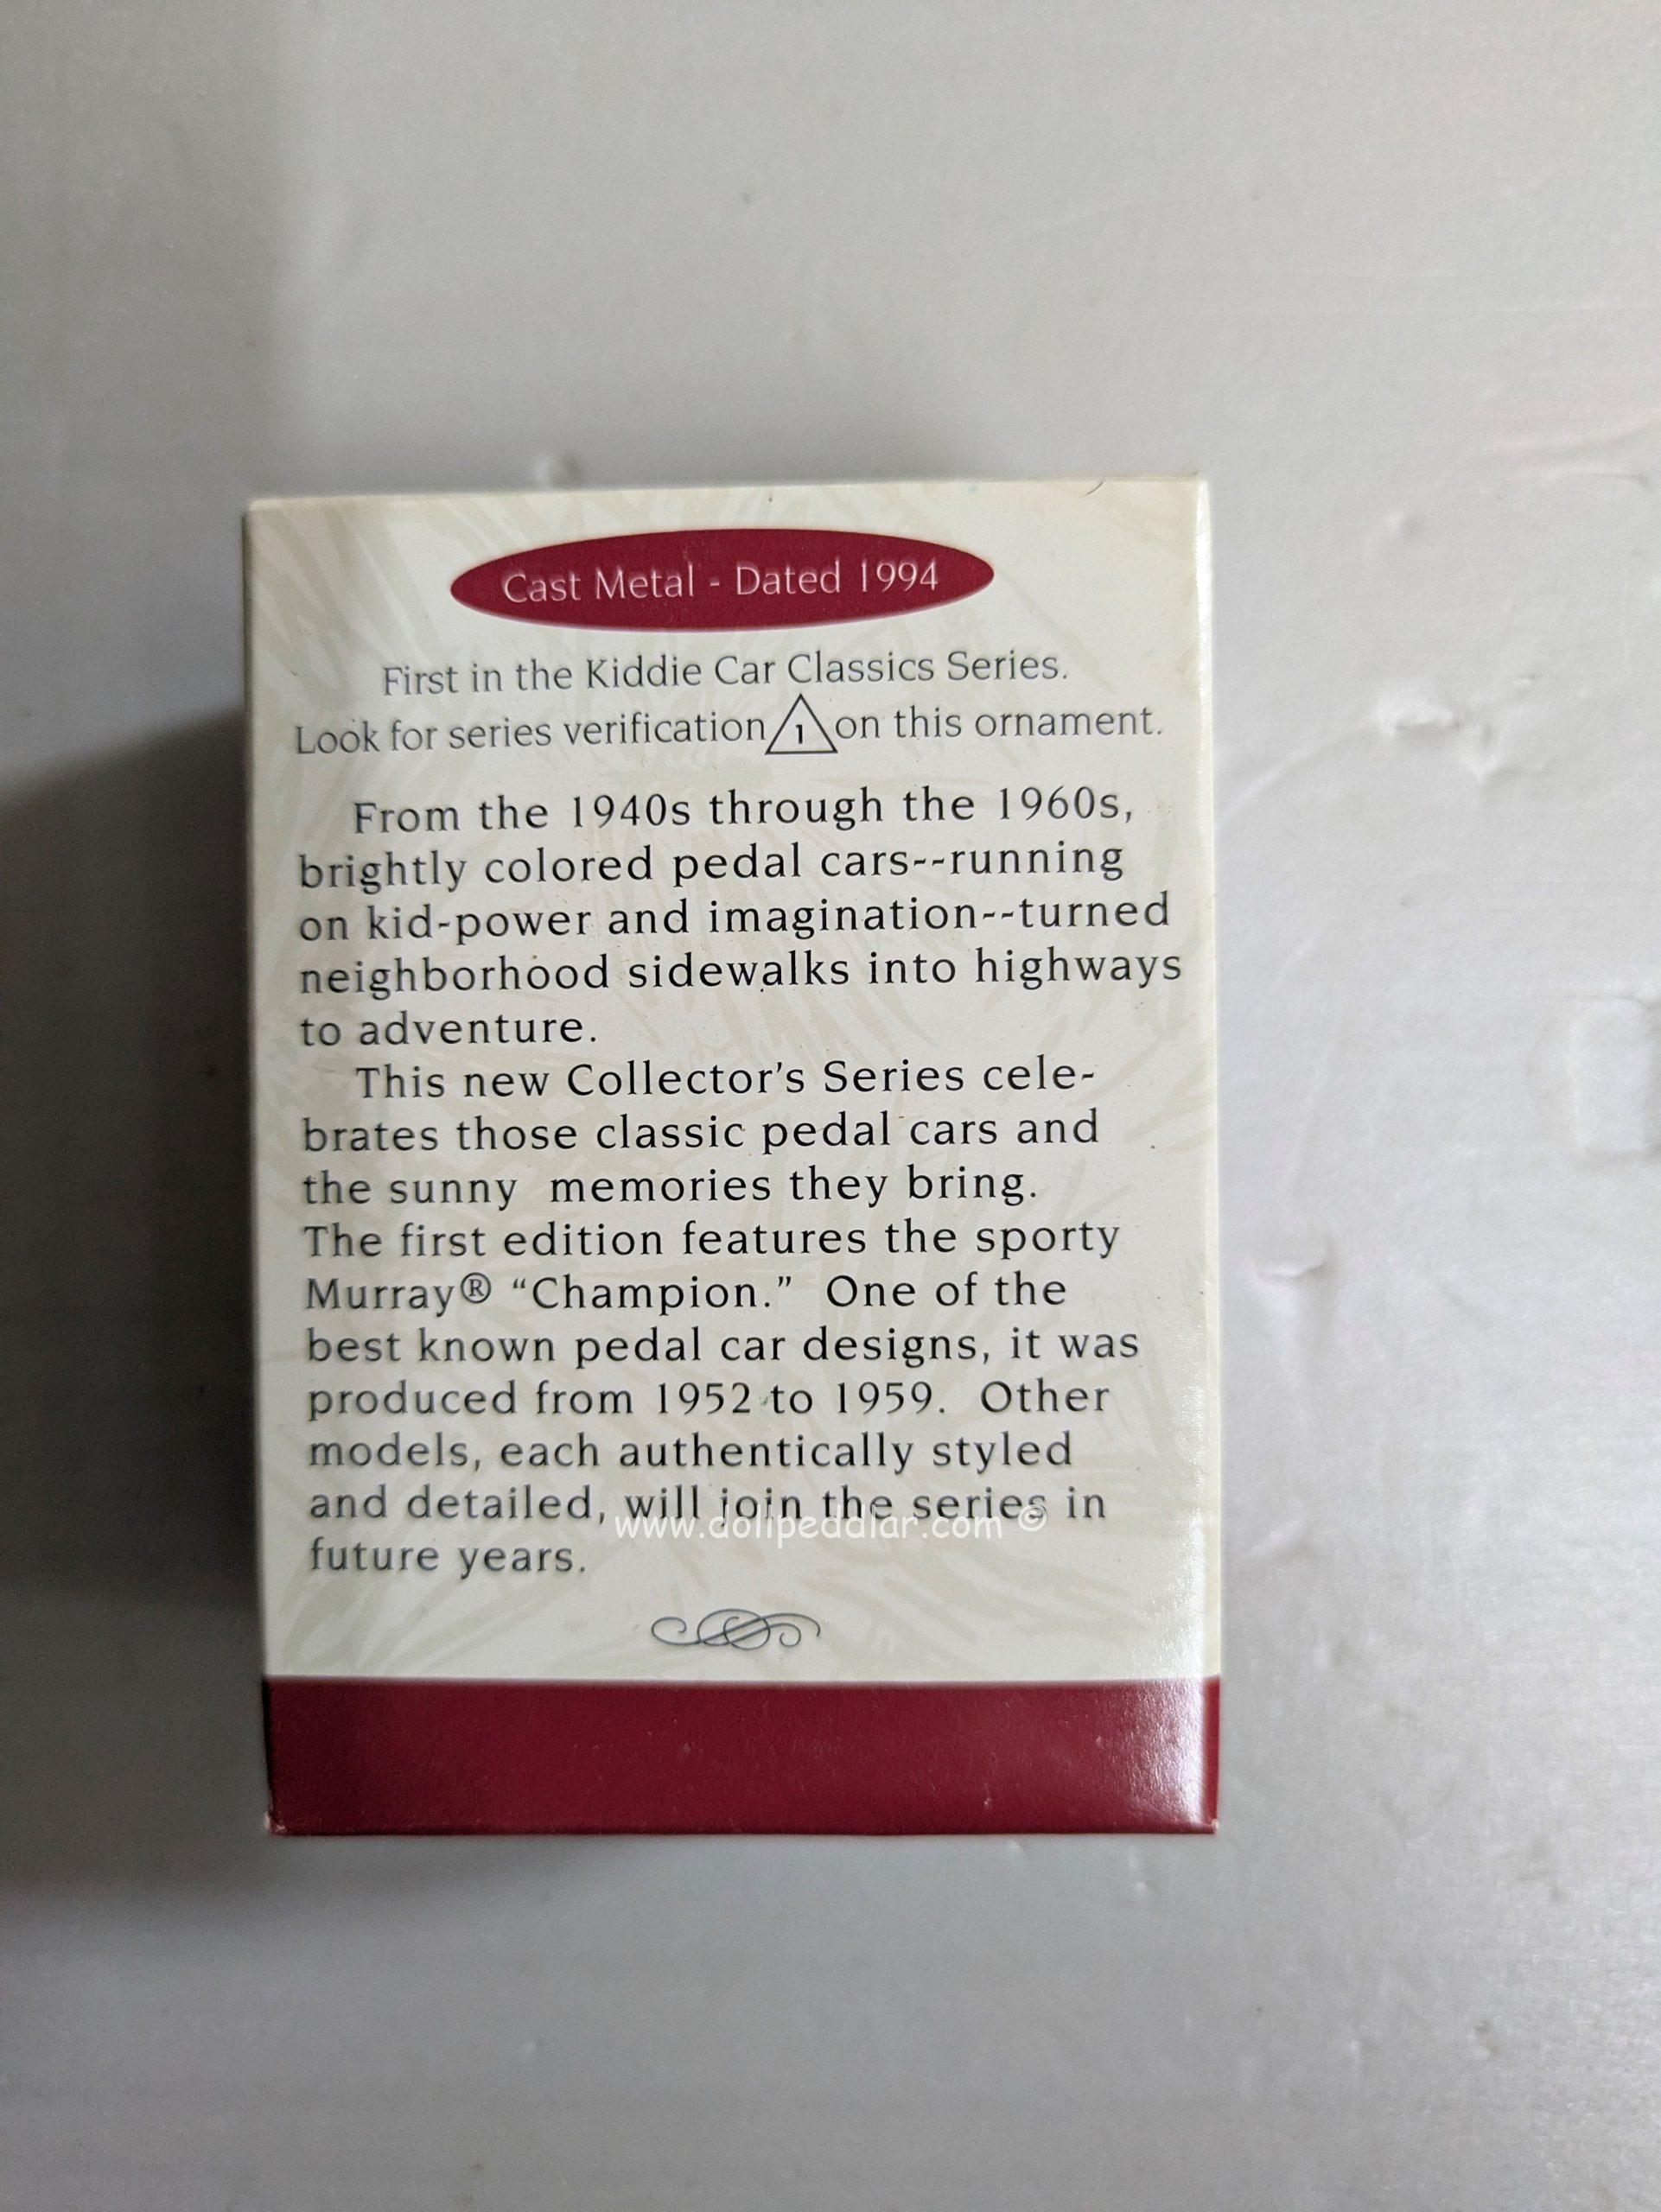 Cast Metal - Dated 1994
First in the Kiddie Car Classics Series.
Look for series verification 1 on this ornament.
From the 1940s through the 1960s,
brightly colored pedal cars--running
on kid-power and imagination--turned
neighborhood sidewalks into highways
to adventure.
This new Collector's Series cele-
brates those classic pedal cars and
the sunny memories they bring.
The first edition features the sporty
Murray® “Champion.” One of the
best known pedal car designs, it was
produced from 1952 to 1959. Other
models, each authentically styled
and detailed, will join the series in
www.dollpeddlar.com ©
future years.